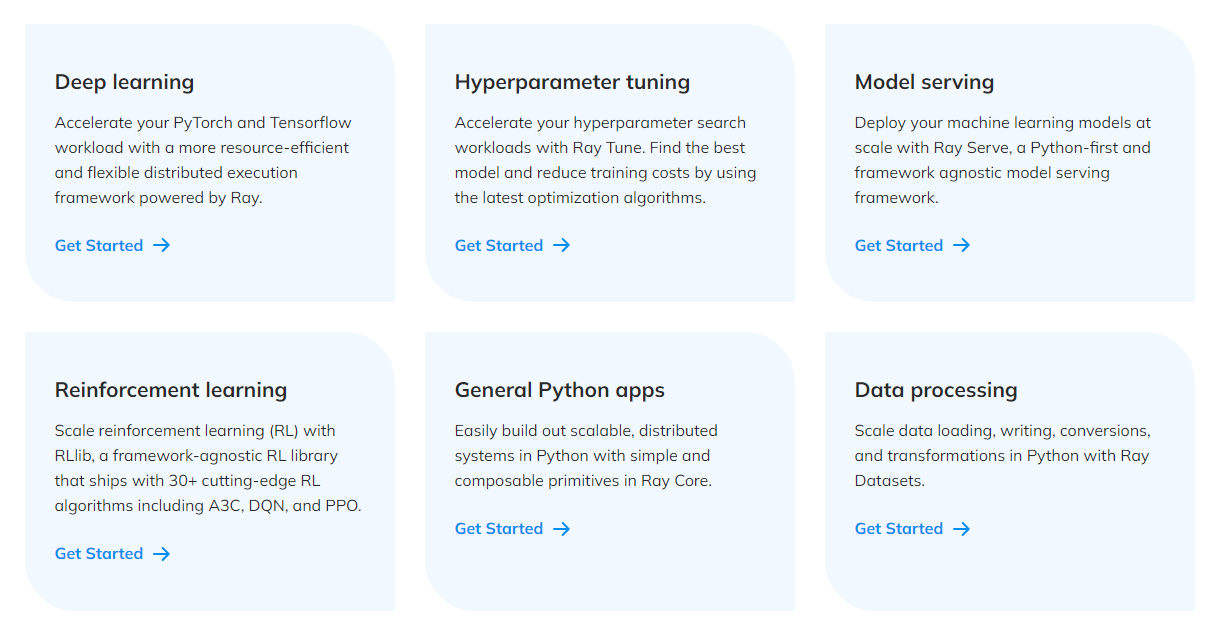 Deep learning
Accelerate your PyTorch and Tensorflow
workload with a more resource-efficient
and flexible distributed execution
framework powered by Ray.
Get Started
Hyperparameter tuning
Accelerate your hyperparameter search
workloads with Ray Tune. Find the best
model and reduce training costs by using
the latest optimization algorithms.
Get Started
Model serving
Deploy your machine learning models at
scale with Ray Serve, a Python-first and
framework agnostic model serving
framework.
Get Started
Reinforcement learning
Scale reinforcement learning (RL) with
RLlib, a framework-agnostic RL library
that ships with 30+ cutting-edge RL
algorithms including A3C, DQN, and PPO.
Get Started
General Python apps
Easily build out scalable, distributed
systems in Python with simple and
composable primitives in Ray Core.
Get Started
Data processing
Scale data loading, writing, conversions,
and transformations in Python with Ray
Datasets.
Get Started